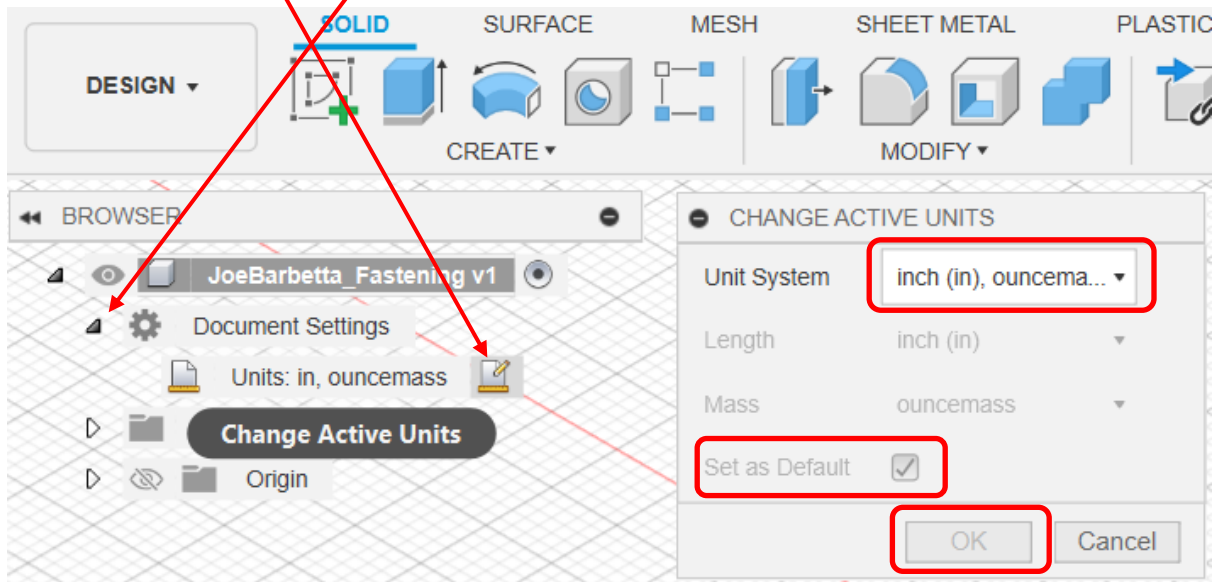 SOLID SURFACE MESH SHEET METAL PLASTIC
DESIGN
CREATE MODIFY
BROWSER
JoeBarbetta_Fastening v1
Document Settings
Units: in, ouncemass
Change Active Units
Origin
CHANGE ACTIVE UNITS
Unit System inch (in), ouncema...
Length inch (in)
Mass ouncemass
Set as Default
OK Cancel